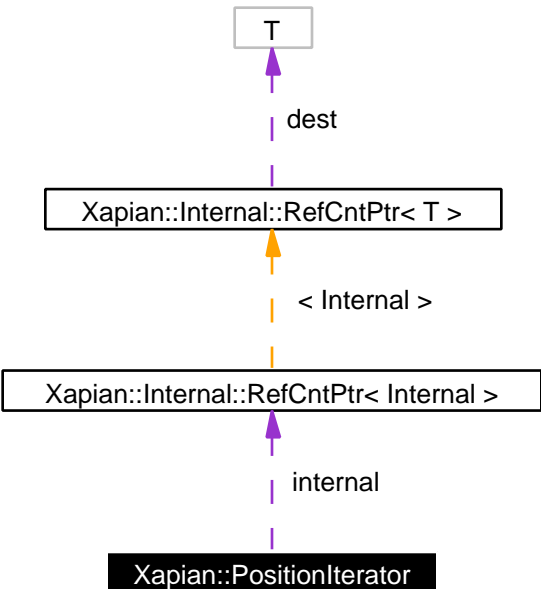 T
dest
Xapian::Internal::RefCntPtr< T >
< Internal >
Xapian::Internal::RefCntPtr< Internal >
internal
Xapian::PositionIterator